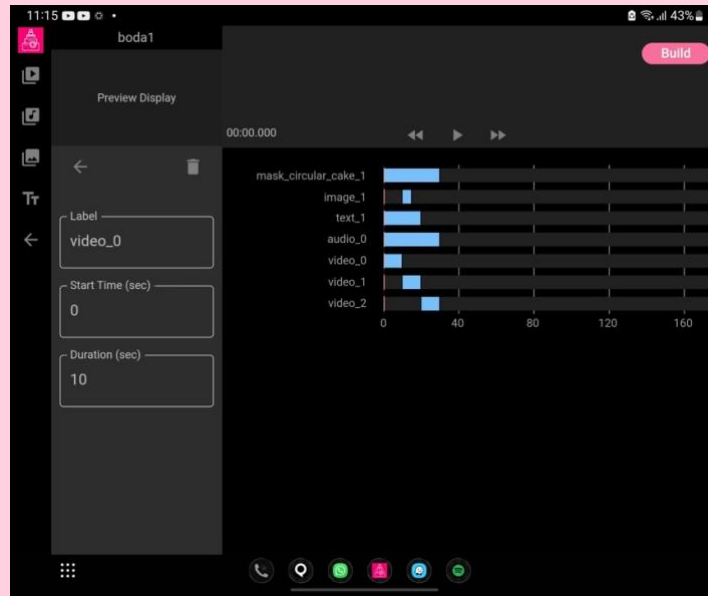 11:15
43%
boda1
Build
Preview Display
00:00.000
mask_circular_cake_1
image_1
text_1
audio_0
video_0
video_1
video_2
0 40 80 120 160
Tт
Label
video_0
Start Time (sec)
0
Duration (sec)
10